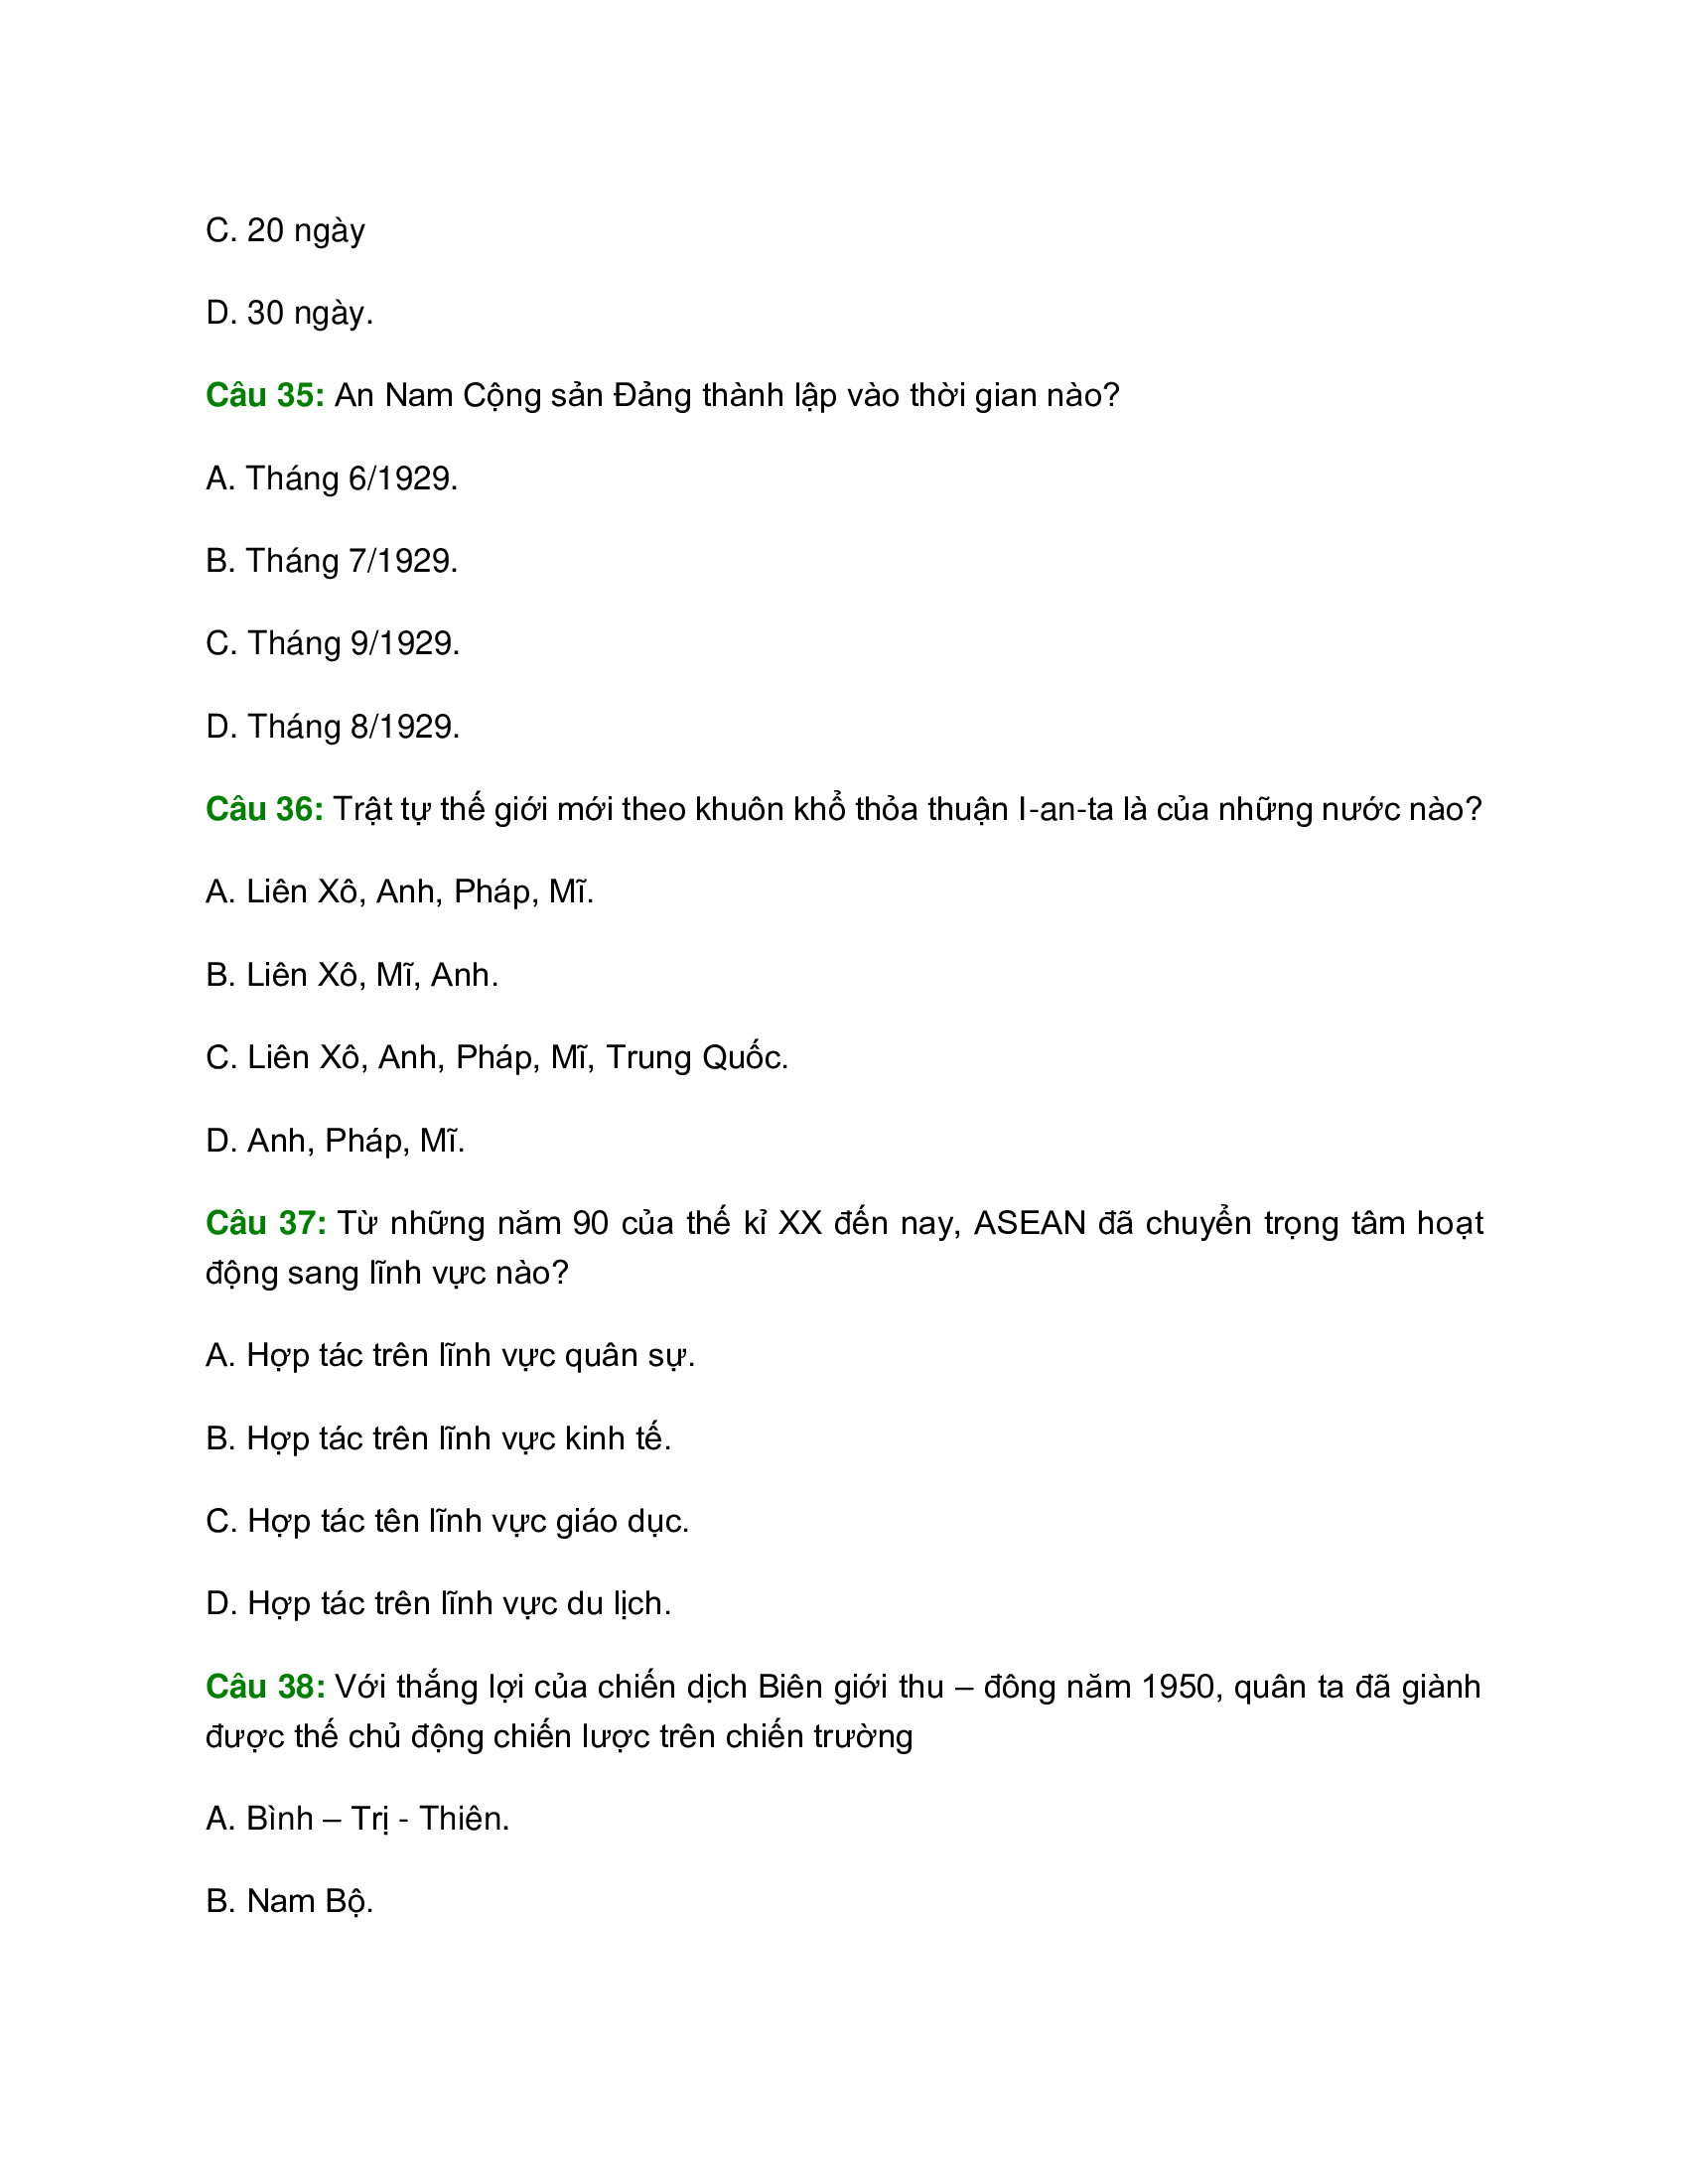 C. 20 ngày
D. 30 ngày.
Câu 35: An Nam Cộng sản Đảng thành lập vào thời gian nào?
A. Tháng 6/1929.
B. Tháng 7/1929.
C. Tháng 9/1929.
D. Tháng 8/1929.
Câu 36: Trật tự thế giới mới theo khuôn khổ thỏa thuận I-an-ta là của những nước nào?
A. Liên Xô, Anh, Pháp, Mĩ.
B. Liên Xô, Mĩ, Anh.
C. Liên Xô, Anh, Pháp, Mĩ, Trung Quốc.
D. Anh, Pháp, Mĩ.
Câu 37: Từ những năm 90 của thế kỉ XX đến nay, ASEAN đã chuyển trọng tâm hoạt
động sang lĩnh vực nào?
A. Hợp tác trên lĩnh vực quân sự.
B. Hợp tác trên lĩnh vực kinh tế.
C. Hợp tác tên lĩnh vực giáo dục.
D. Hợp tác trên lĩnh vực du lịch.
Câu 38: Với thắng lợi của chiến dịch Biên giới thu – đông năm 1950, quân ta đã giành
được thế chủ động chiến lược trên chiến trường
A. Bình – Trị - Thiên.
B. Nam Bộ.